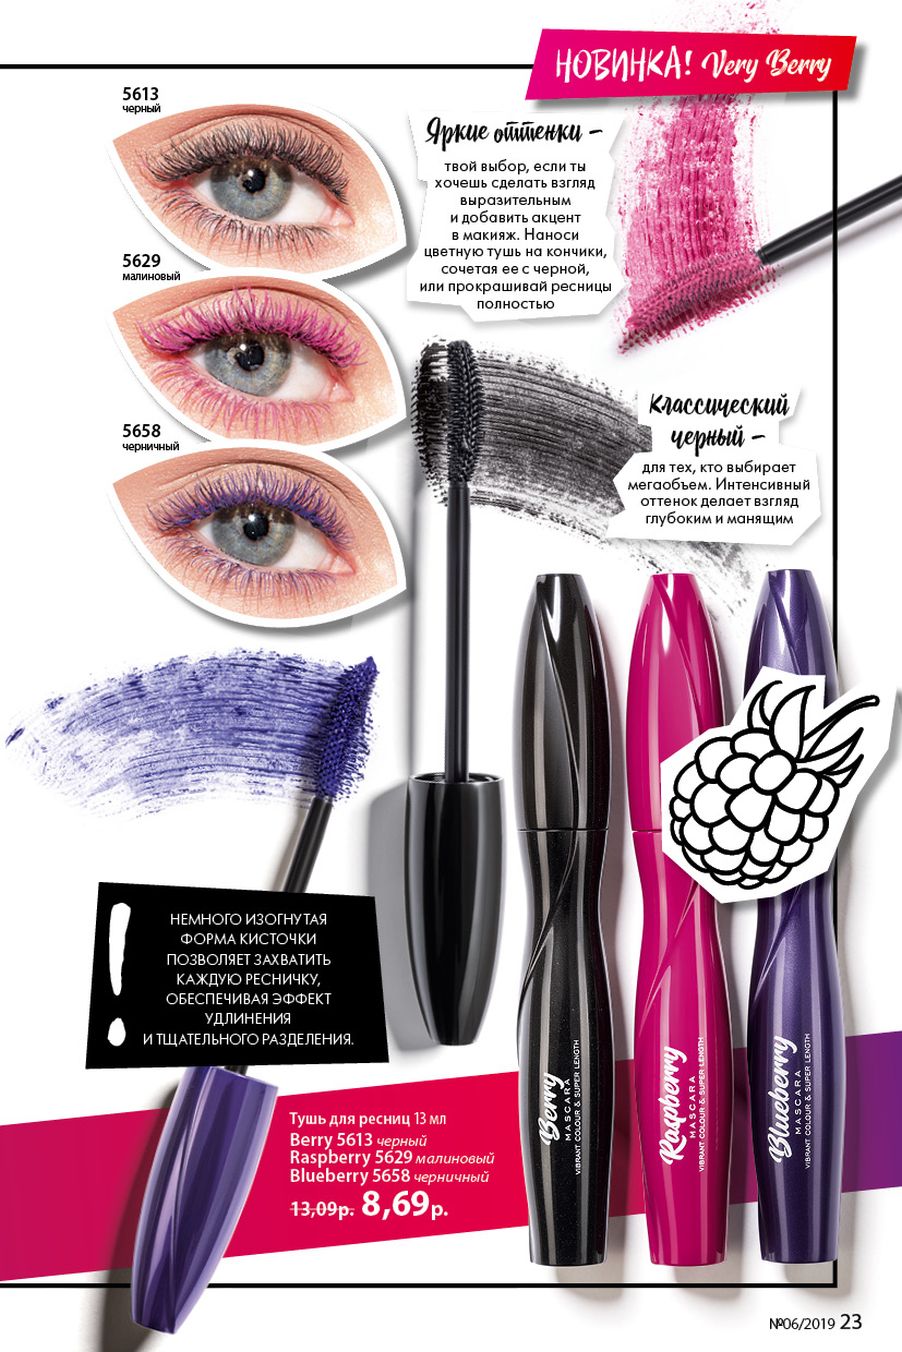 НОВИНКА! Very Berry
5613
черный
Яркие оттенки –
твой выбор, если ты
хочешь сделать взгляд
выразительным
и добавить акцент
в макияж. Наноси
цветную тушь на кончики,
сочетая ее с черной,
или прокрашивай ресницы
полностью
5629
малиновый
Классический
черный –
для тех, кто выбирает
мегаобъем. Интенсивный
оттенок делает взгляд
глубоким и манящим
5658
черничный
!
НЕМНОГО ИЗОГНУТАЯ
ФОРМА КИСТОЧКИ
ПОЗВОЛЯЕТ ЗАХВАТИТЬ
КАЖДУЮ РЕСНИЧКУ,
ОБЕСПЕЧИВАЯ ЭФФЕКТ
УДЛИНЕНИЯ
И ТЩАТЕЛЬНОГО РАЗДЕЛЕНИЯ.
Berry
MASCARA
VIBRANT COLOUR & SUPER LENGTH
Raspberry
MASCARA
VIBRANT COLOUR & SUPER LENGTH
Blueberry
MASCARA
VIBRANT COLOUR & SUPER LENGTH
Тушь для ресниц 13 мл
Berry 5613 черный
Raspberry 5629 малиновый
Blueberry 5658 черничный
13,09р. 8,69р.
№06/2019 23